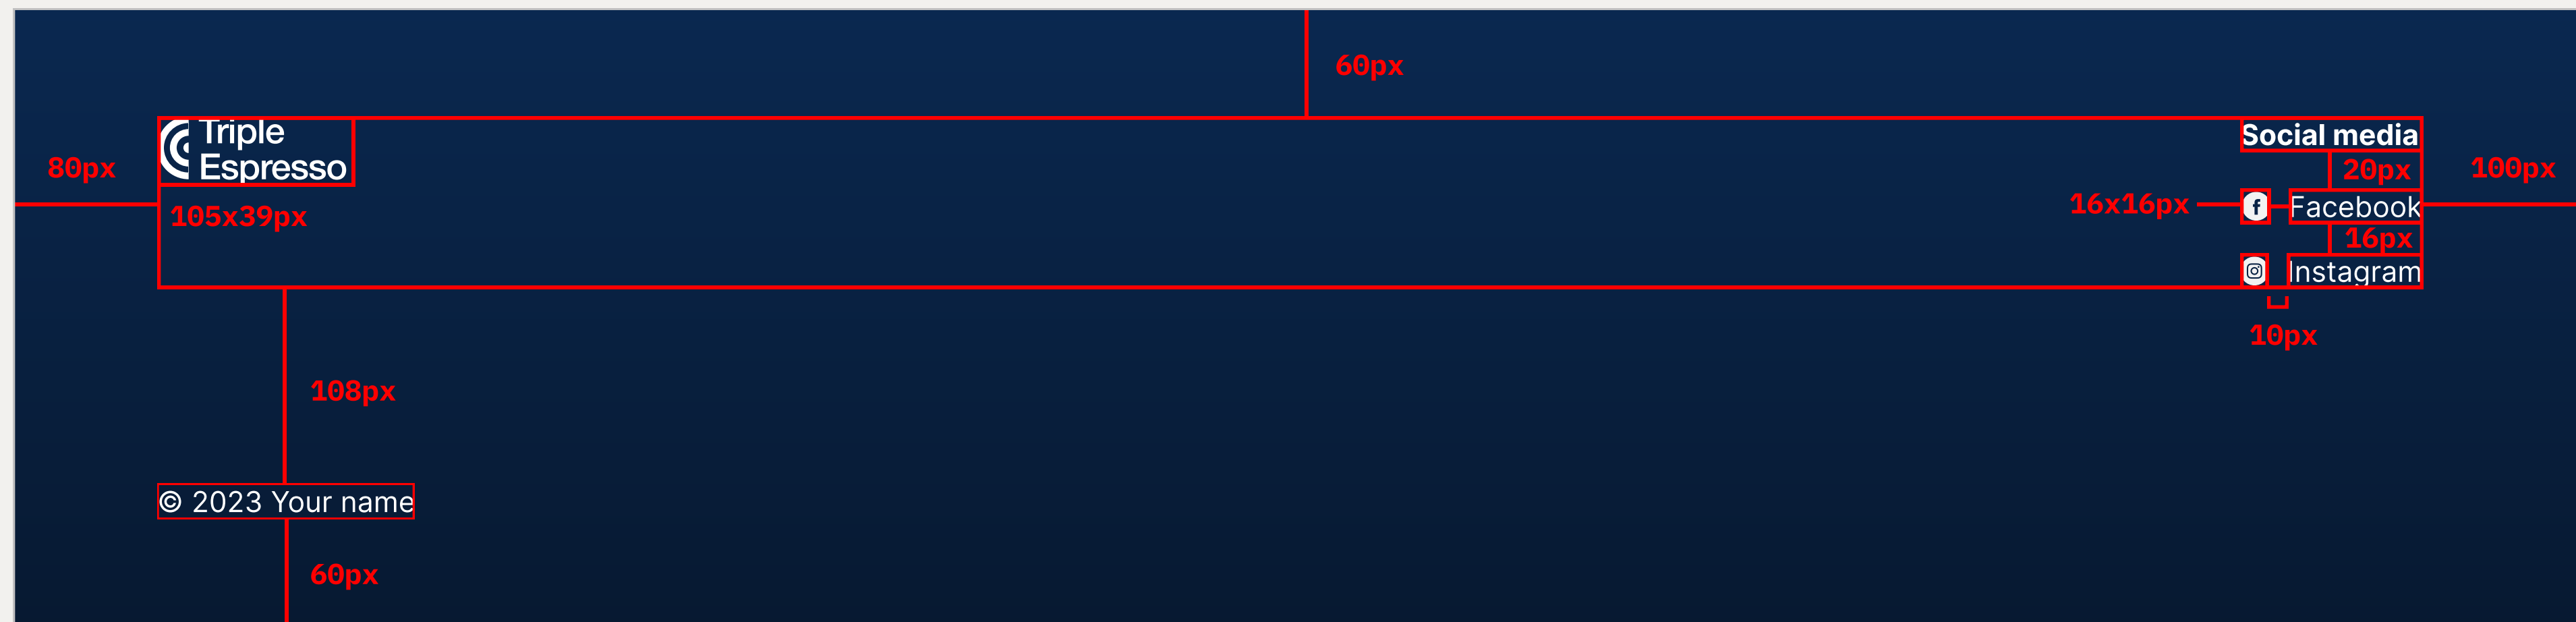 60px
Triple
Espresso
Social media
80px
20px
100px
105x39px
16x16px
f
Facebook
16px
Instagram
10px
108px
© 2023 Your name
60px